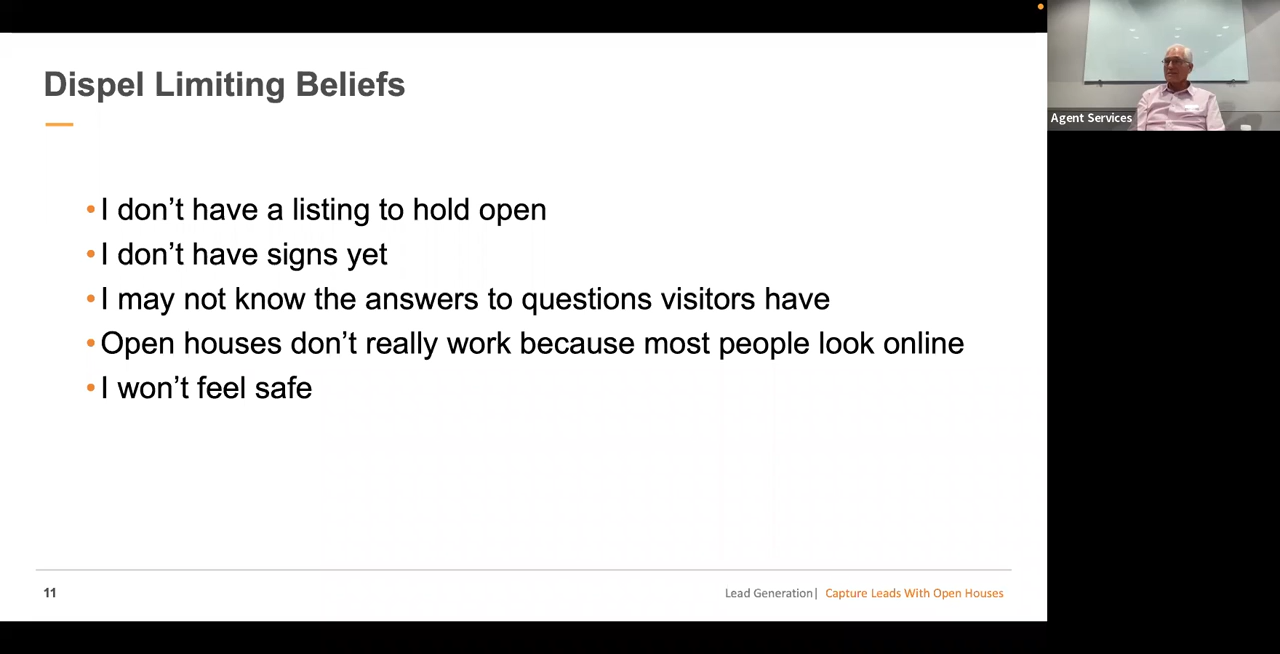 Dispel Limiting Beliefs
•I don’t have a listing to hold open
•I don’t have signs yet
•I may not know the answers to questions visitors have
•Open houses don’t really work because most people look online
•I won’t feel safe
11
Lead Generation| Capture Leads With Open Houses
Agent Services